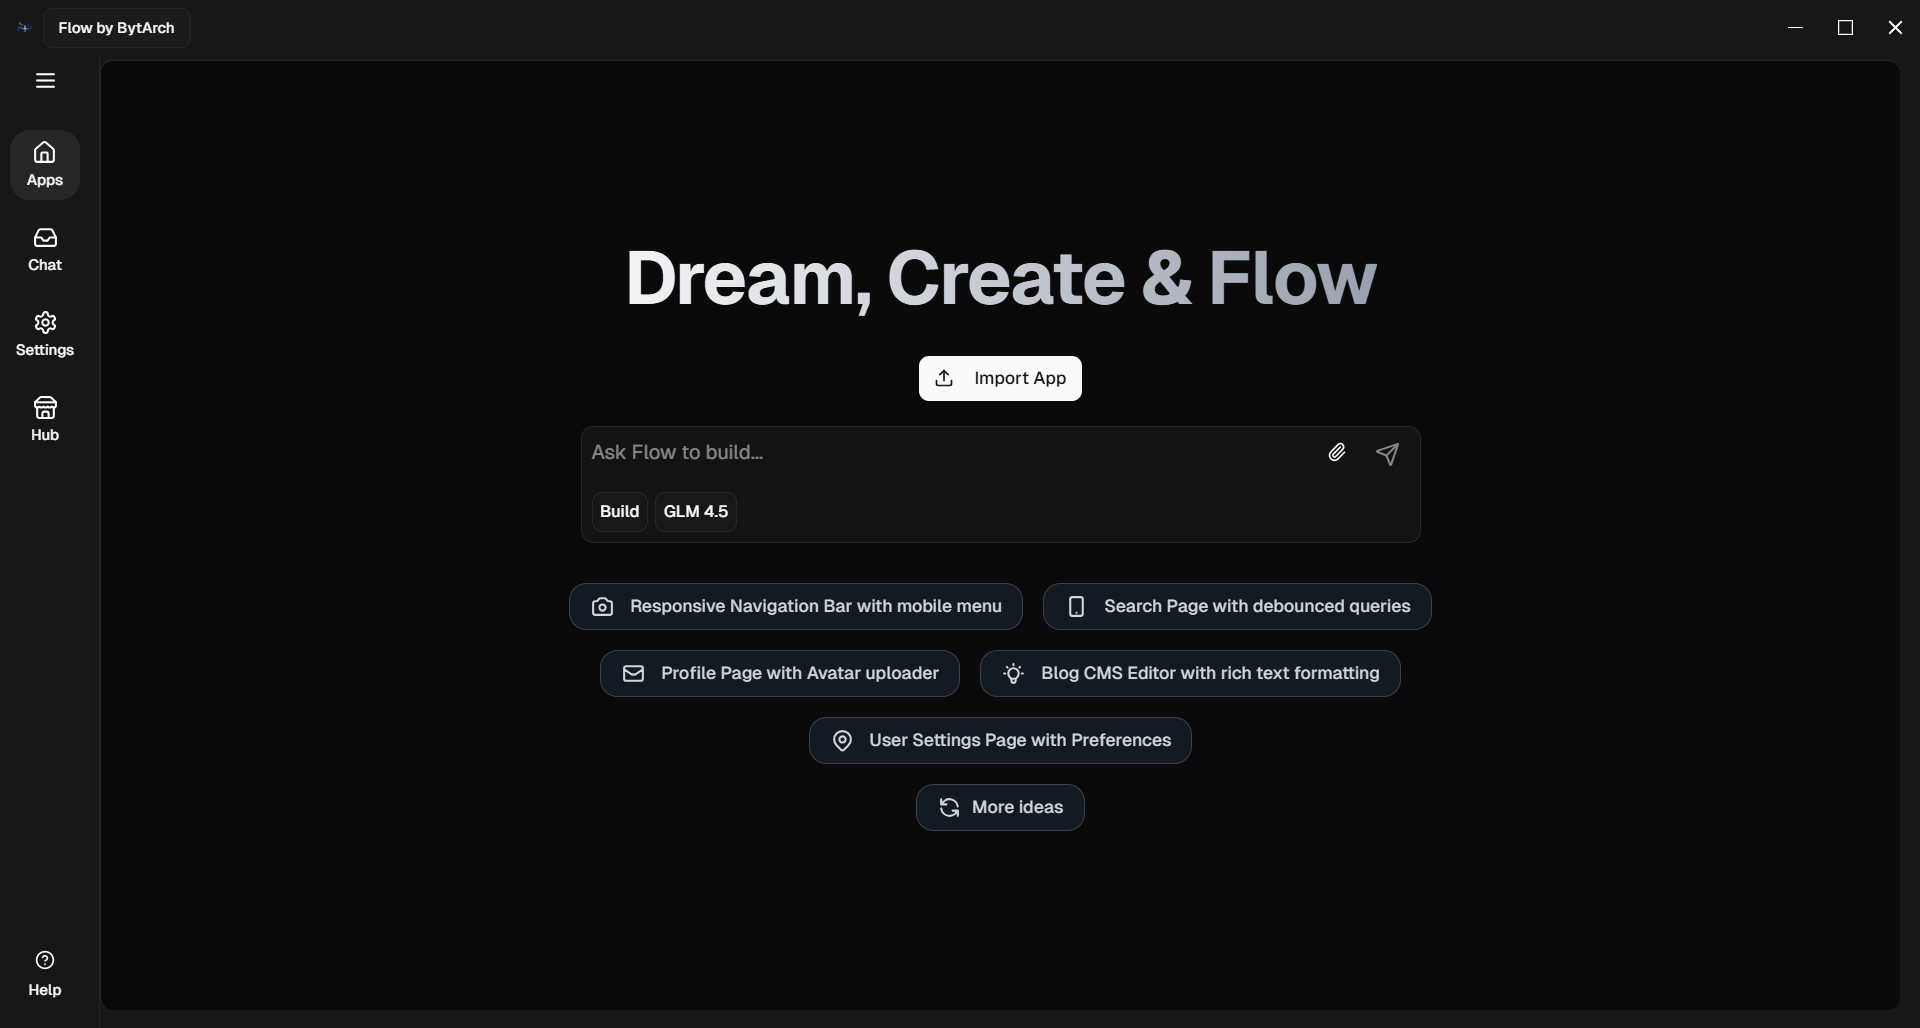 Flow by BytArch
Apps
Chat
Settings
Hub
Help
Dream, Create & Flow
Import App
Ask Flow to build...
Build
GLM 4.5
Responsive Navigation Bar with mobile menu
Search Page with debounced queries
Profile Page with Avatar uploader
Blog CMS Editor with rich text formatting
User Settings Page with Preferences
More ideas